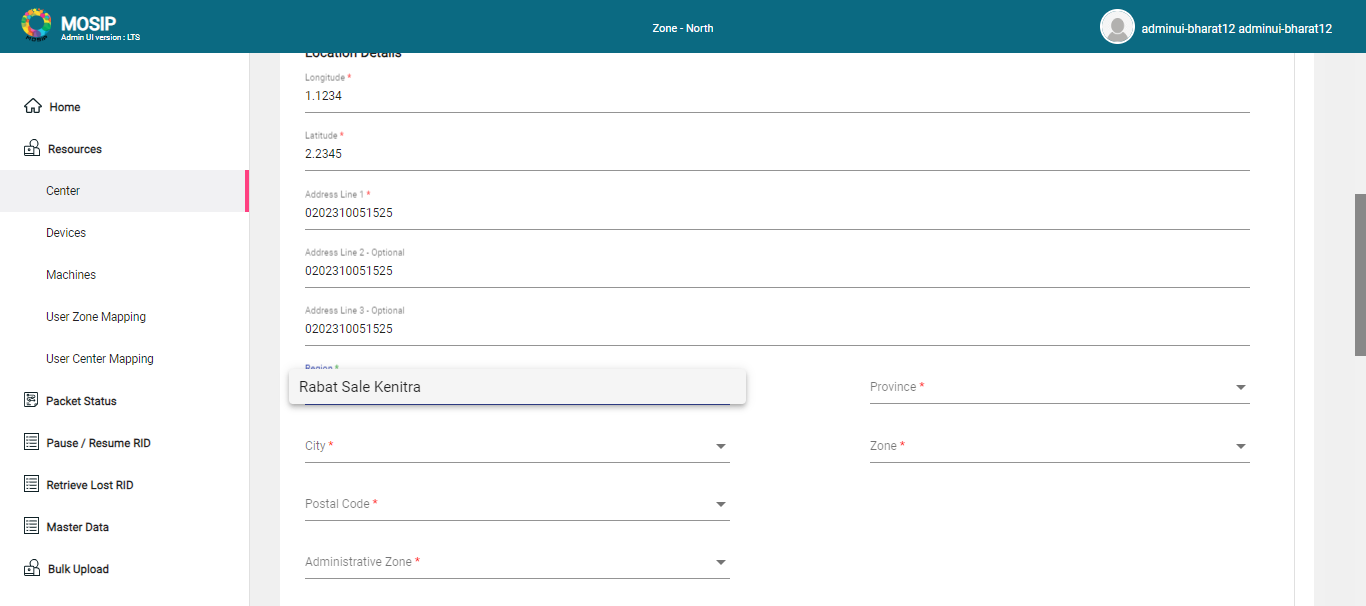 MOSIP
Admin UI version : LTS
Zone - North
adminui-bharat12 adminui-bharat12
Home
Resources
Center
Devices
Machines
User Zone Mapping
User Center Mapping
Packet Status
Pause / Resume RID
Retrieve Lost RID
Master Data
Bulk Upload
Location Details
Longitude *
1.1234
Latitude *
2.2345
Address Line 1 *
0202310051525
Address Line 2 - Optional
0202310051525
Address Line 3 - Optional
0202310051525
Region *
Rabat Sale Kenitra
Province *
City *
Zone *
Postal Code *
Administrative Zone *